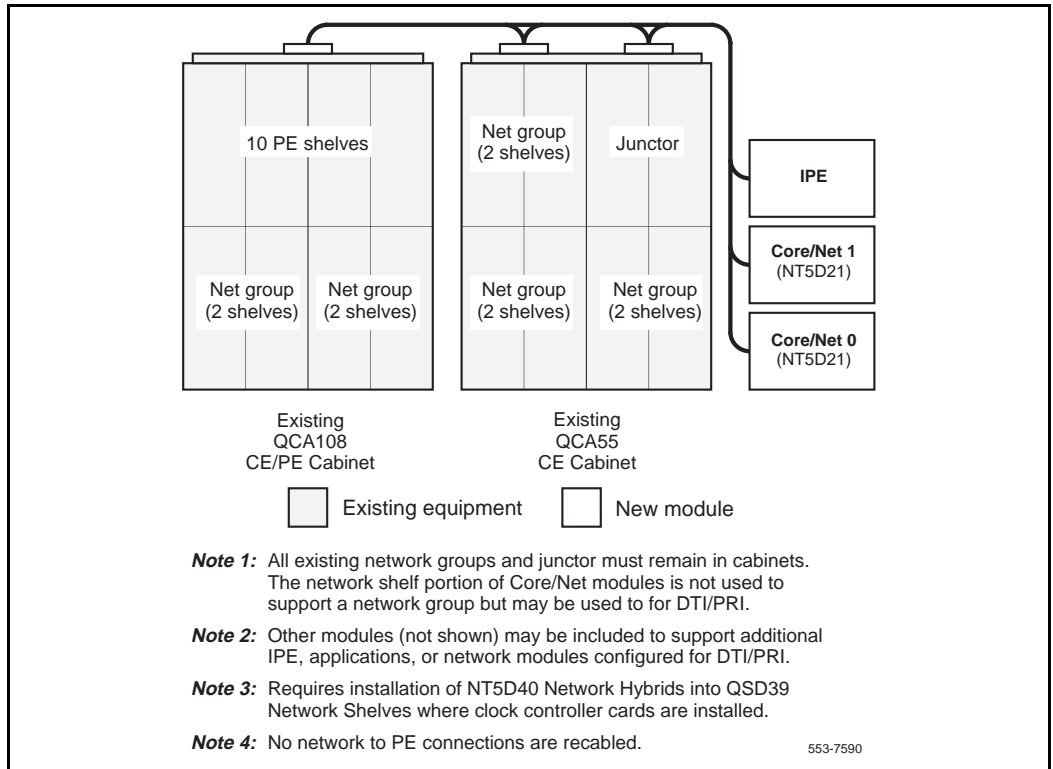 10 PE shelves
Net group
(2 shelves)
Junctor
IPE
Core/Net 1
(NT5D21)
Net group
(2 shelves)
Net group
(2 shelves)
Net group
(2 shelves)
Net group
(2 shelves)
Core/Net 0
(NT5D21)
Existing
QCA108
CE/PE Cabinet
Existing
QCA55
CE Cabinet
Existing equipment
New module
Note 1: All existing network groups and junctor must remain in cabinets.
The network shelf portion of Core/Net modules is not used to
support a network group but may be used to for DTI/PRI.
Note 2: Other modules (not shown) may be included to support additional
IPE, applications, or network modules configured for DTI/PRI.
Note 3: Requires installation of NT5D40 Network Hybrids into QSD39
Network Shelves where clock controller cards are installed.
Note 4: No network to PE connections are recabled.
553-7590